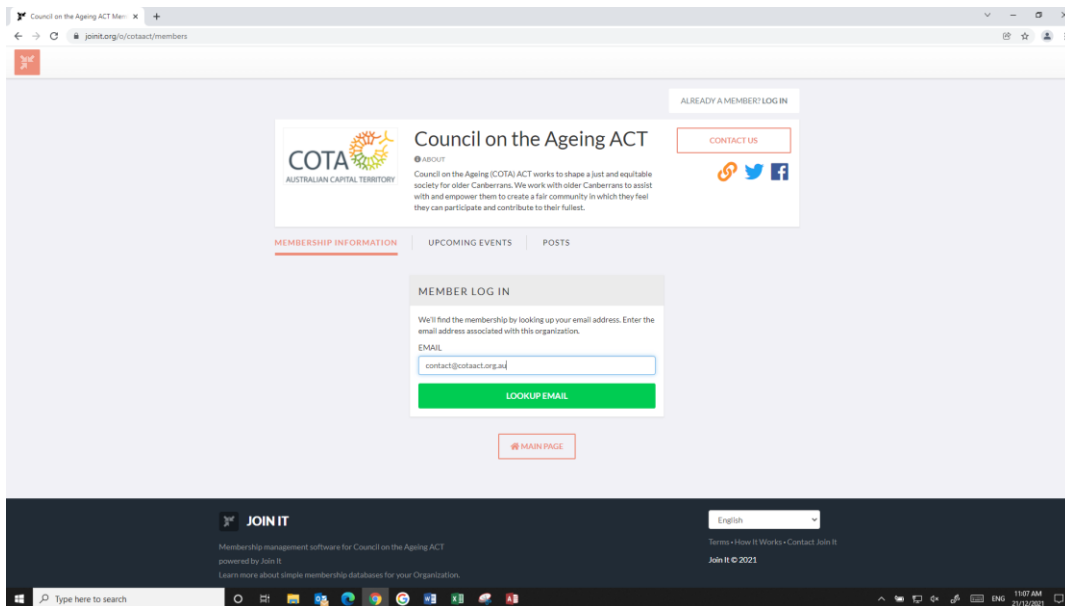 Council on the Ageing ACT Mem
joinit.org/o/cotaact/members
ALREADY A MEMBER? LOG IN
COTA
AUSTRALIAN CAPITAL TERRITORY
Council on the Ageing ACT
ABOUT
Council on the Ageing (COTA) ACT works to shape a just and equitable
society for older Canberrans. We work with older Canberrans to assist
with and empower them to create a fair community in which they feel
they can participate and contribute to their fullest.
CONTACT US
MEMBERSHIP INFORMATION
UPCOMING EVENTS
POSTS
MEMBER LOG IN
We'll find the membership by looking up your email address. Enter the
email address associated with this organization.
EMAIL
contact@cotaact.org.au
LOOKUP EMAIL
MAIN PAGE
JOIN IT
Membership management software for Council on the Ageing ACT
powered by Join It
Learn more about simple membership databases for your Organization.
English
Terms • How It Works • Contact Join It
Join It © 2021
Type here to search
ENG
11:07 AM
21/12/2021